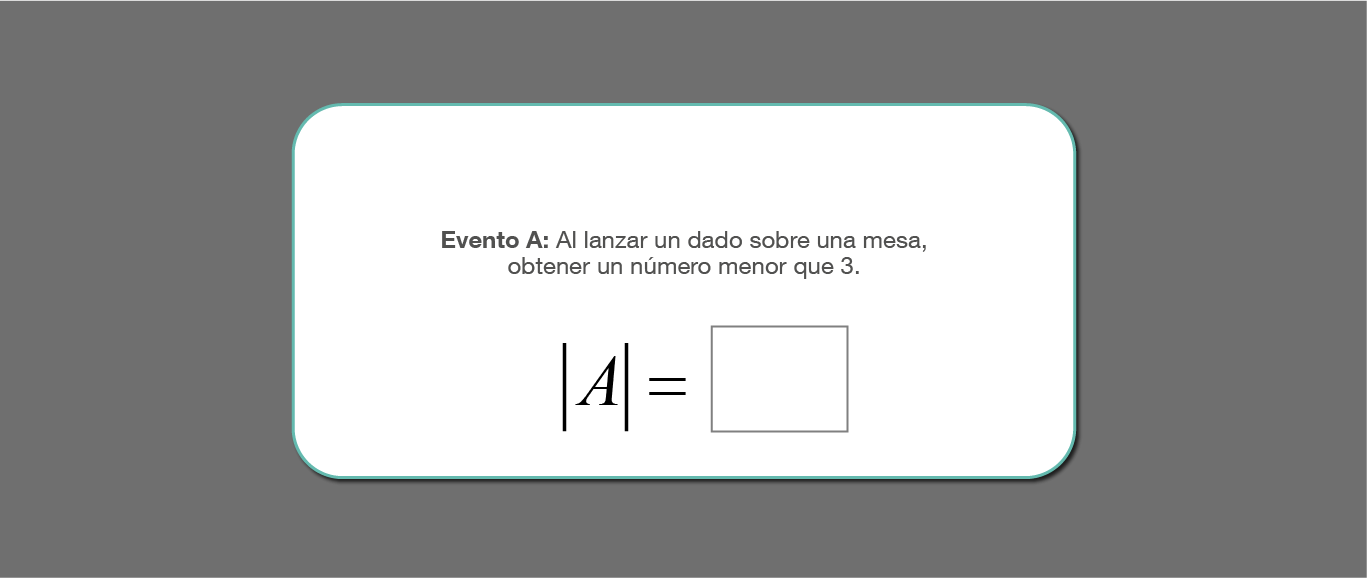 Evento A: Al lanzar un dado sobre una mesa,
obtener un número menor que 3.
|A| =